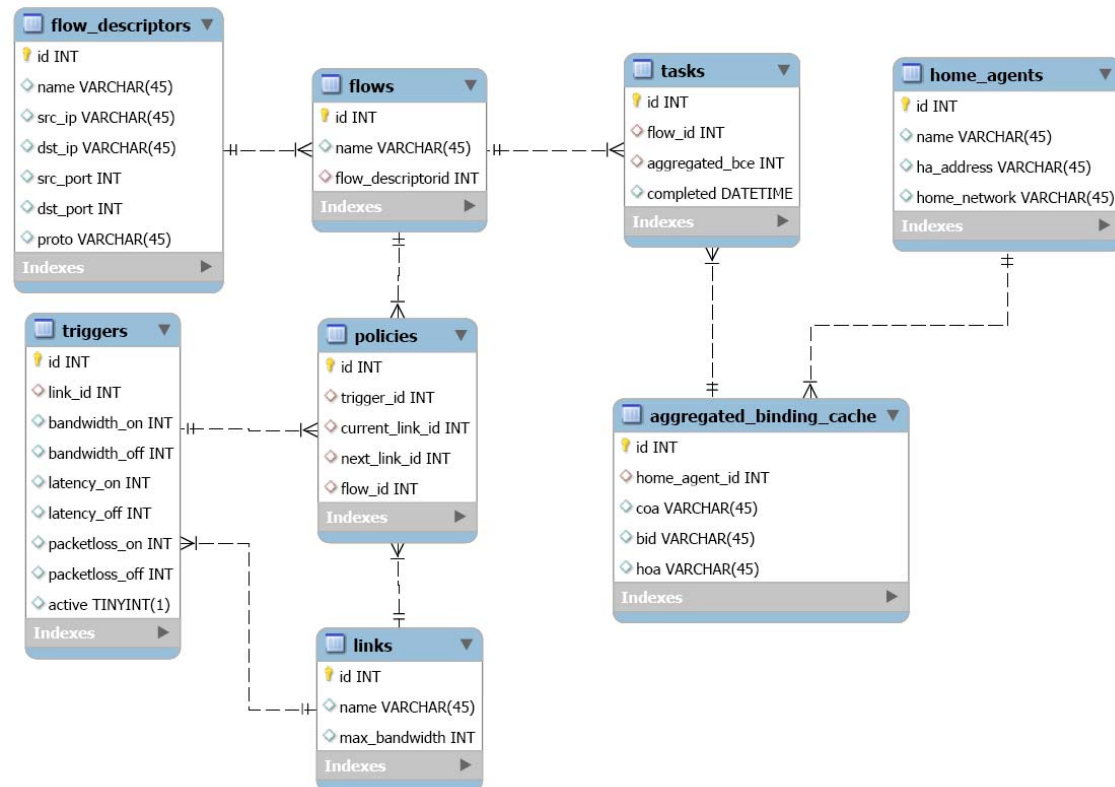 flow_descriptors
id INT
name VARCHAR(45)
src_ip VARCHAR(45)
dst_ip VARCHAR(45)
src_port INT
dst_port INT
proto VARCHAR(45)
Indexes
flows
id INT
name VARCHAR(45)
flow_descriptorid INT
Indexes
tasks
id INT
flow_id INT
aggregated_bce INT
completed DATETIME
Indexes
home_agents
id INT
name VARCHAR(45)
ha_address VARCHAR(45)
home_network VARCHAR(45)
Indexes
triggers
id INT
link_id INT
bandwidth_on INT
bandwidth_off INT
latency_on INT
latency_off INT
packetloss_on INT
packetloss_off INT
active TINYINT(1)
Indexes
policies
id INT
trigger_id INT
current_link_id INT
next_link_id INT
flow_id INT
Indexes
aggregated_binding_cache
id INT
home_agent_id INT
coa VARCHAR(45)
bid VARCHAR(45)
hoa VARCHAR(45)
Indexes
links
id INT
name VARCHAR(45)
max_bandwidth INT
Indexes